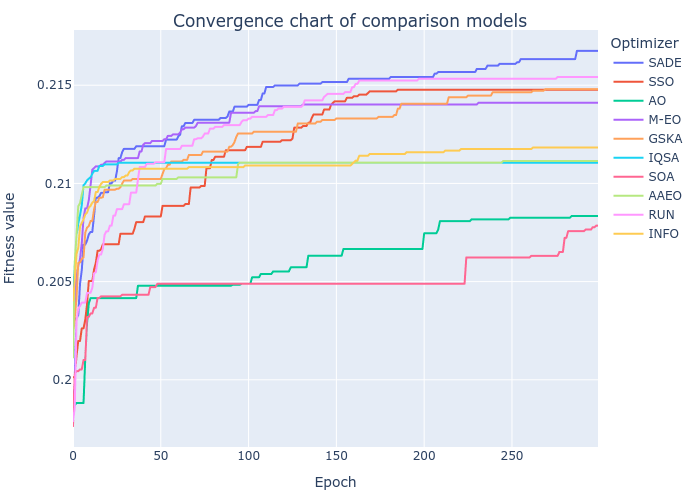 Convergence chart of comparison models
Optimizer
SADE
SSO
AO
M-EO
GSKA
IQSA
SOA
AAEO
RUN
INFO
Fitness value
0.215
0.21
0.205
0.2
0
50
100
150
200
250
Epoch